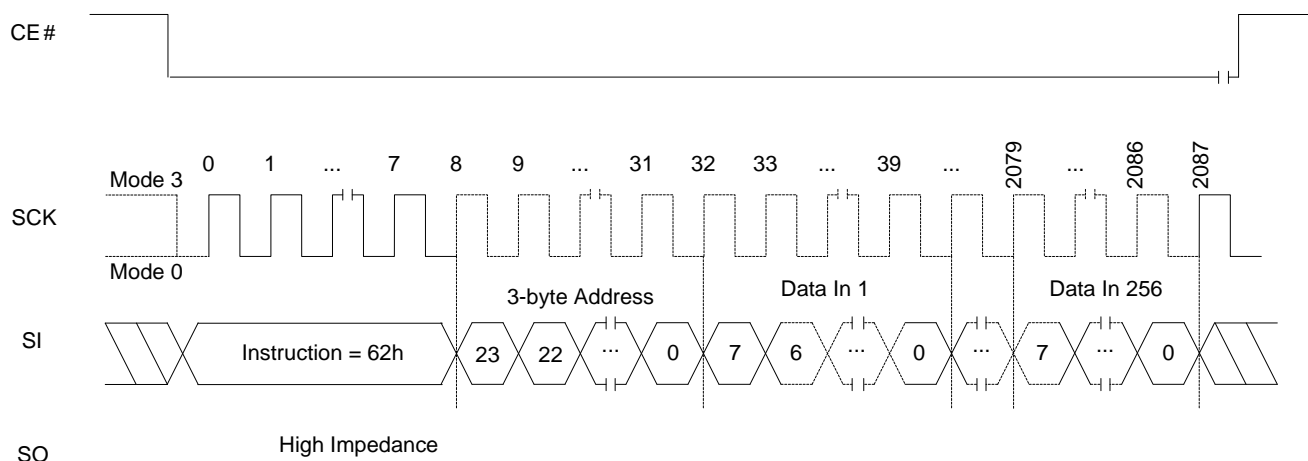 CE#
0 1 ... 7 8 9 ... 31 32 33 ... 39 ... 2079 ... 2086 2087
Mode 3
SCK
Mode 0
3-byte Address Data In 1 Data In 256
SI Instruction = 62h 23 22 ... 0 7 6 ... 0 ... 7 ... 0
High Impedance
SO